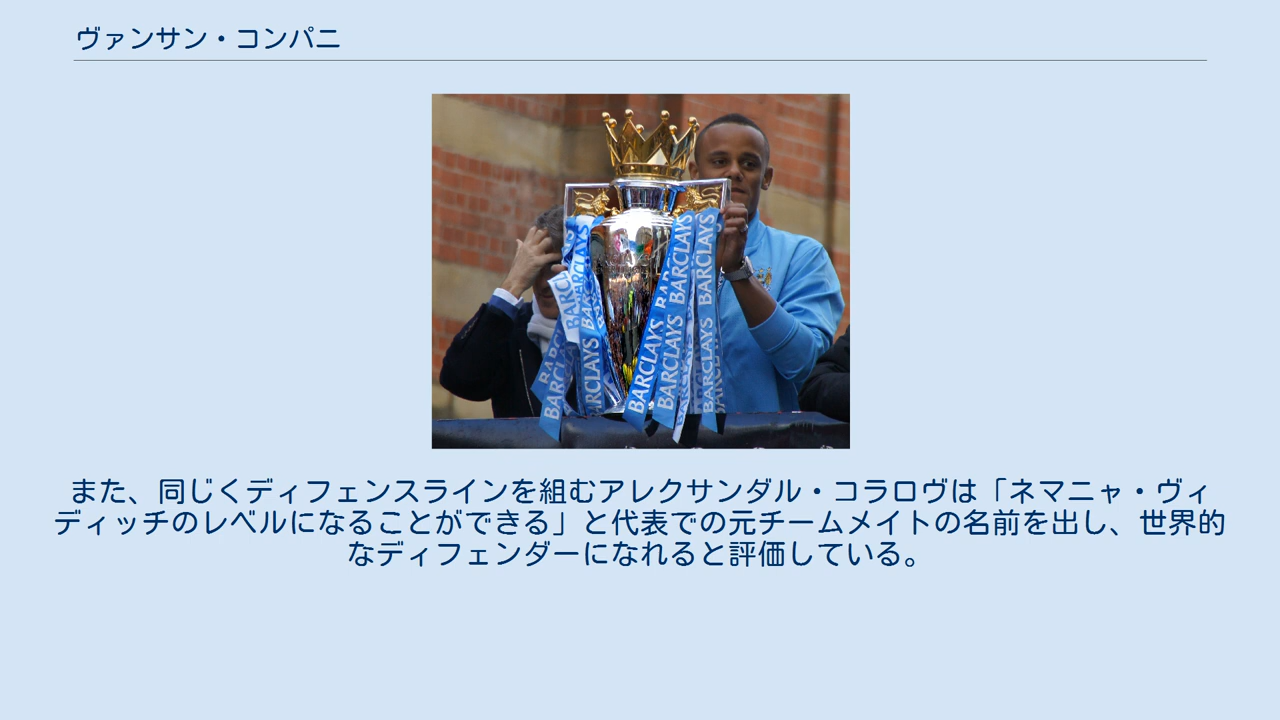 ヴァンサン・コンパニ
BARCLAYS
BARCLAYS
BARCLAYS
BARCLAYS
BARCLAYS
BARCLAYS
また、同じくディフェンスラインを組むアレクサンダル・コラロヴは「ネマニャ・ヴィ
ディッチのレベルになることができる」と代表での元チームメイトの名前を出し、世界的
なディフェンダーになれると評価している。